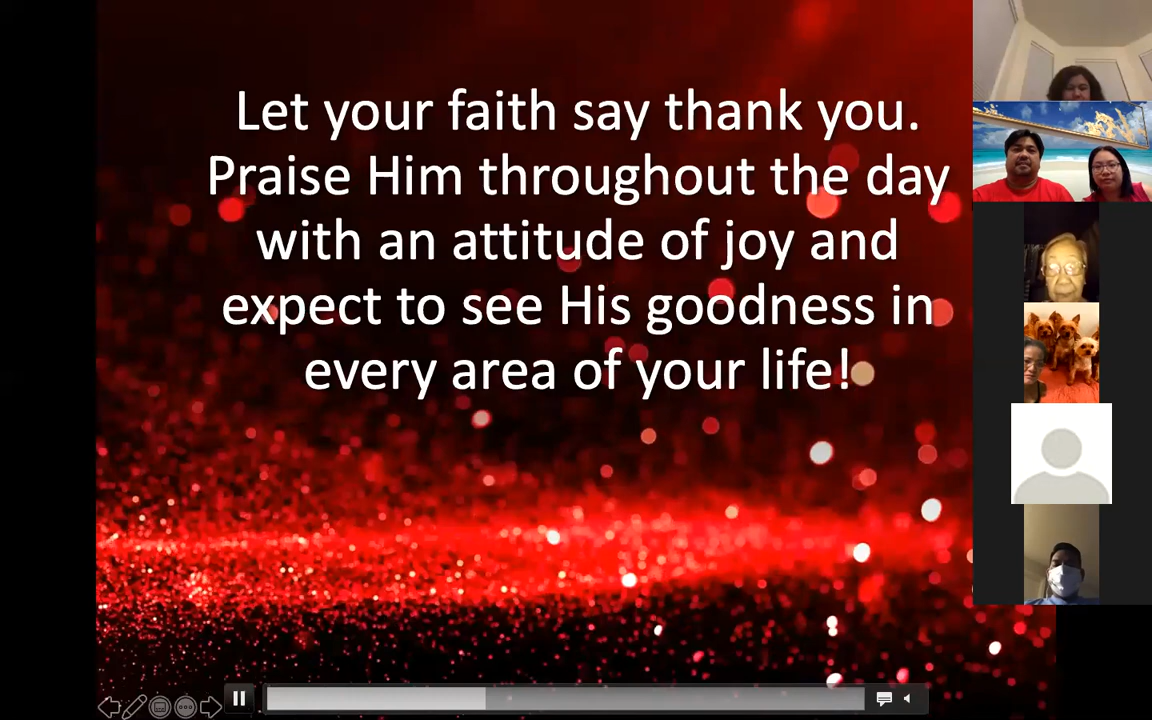 Let your faith say thank you.
Praise Him throughout the day
with an attitude of joy and
expect to see His goodness in
every area of your life!